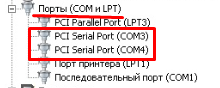 Порты (COM и LPT)
PCI Parallel Port (LPT3)
PCI Serial Port (COM3)
PCI Serial Port (COM4)
Порт принтера (LPT1)
Последовательный порт (COM1)